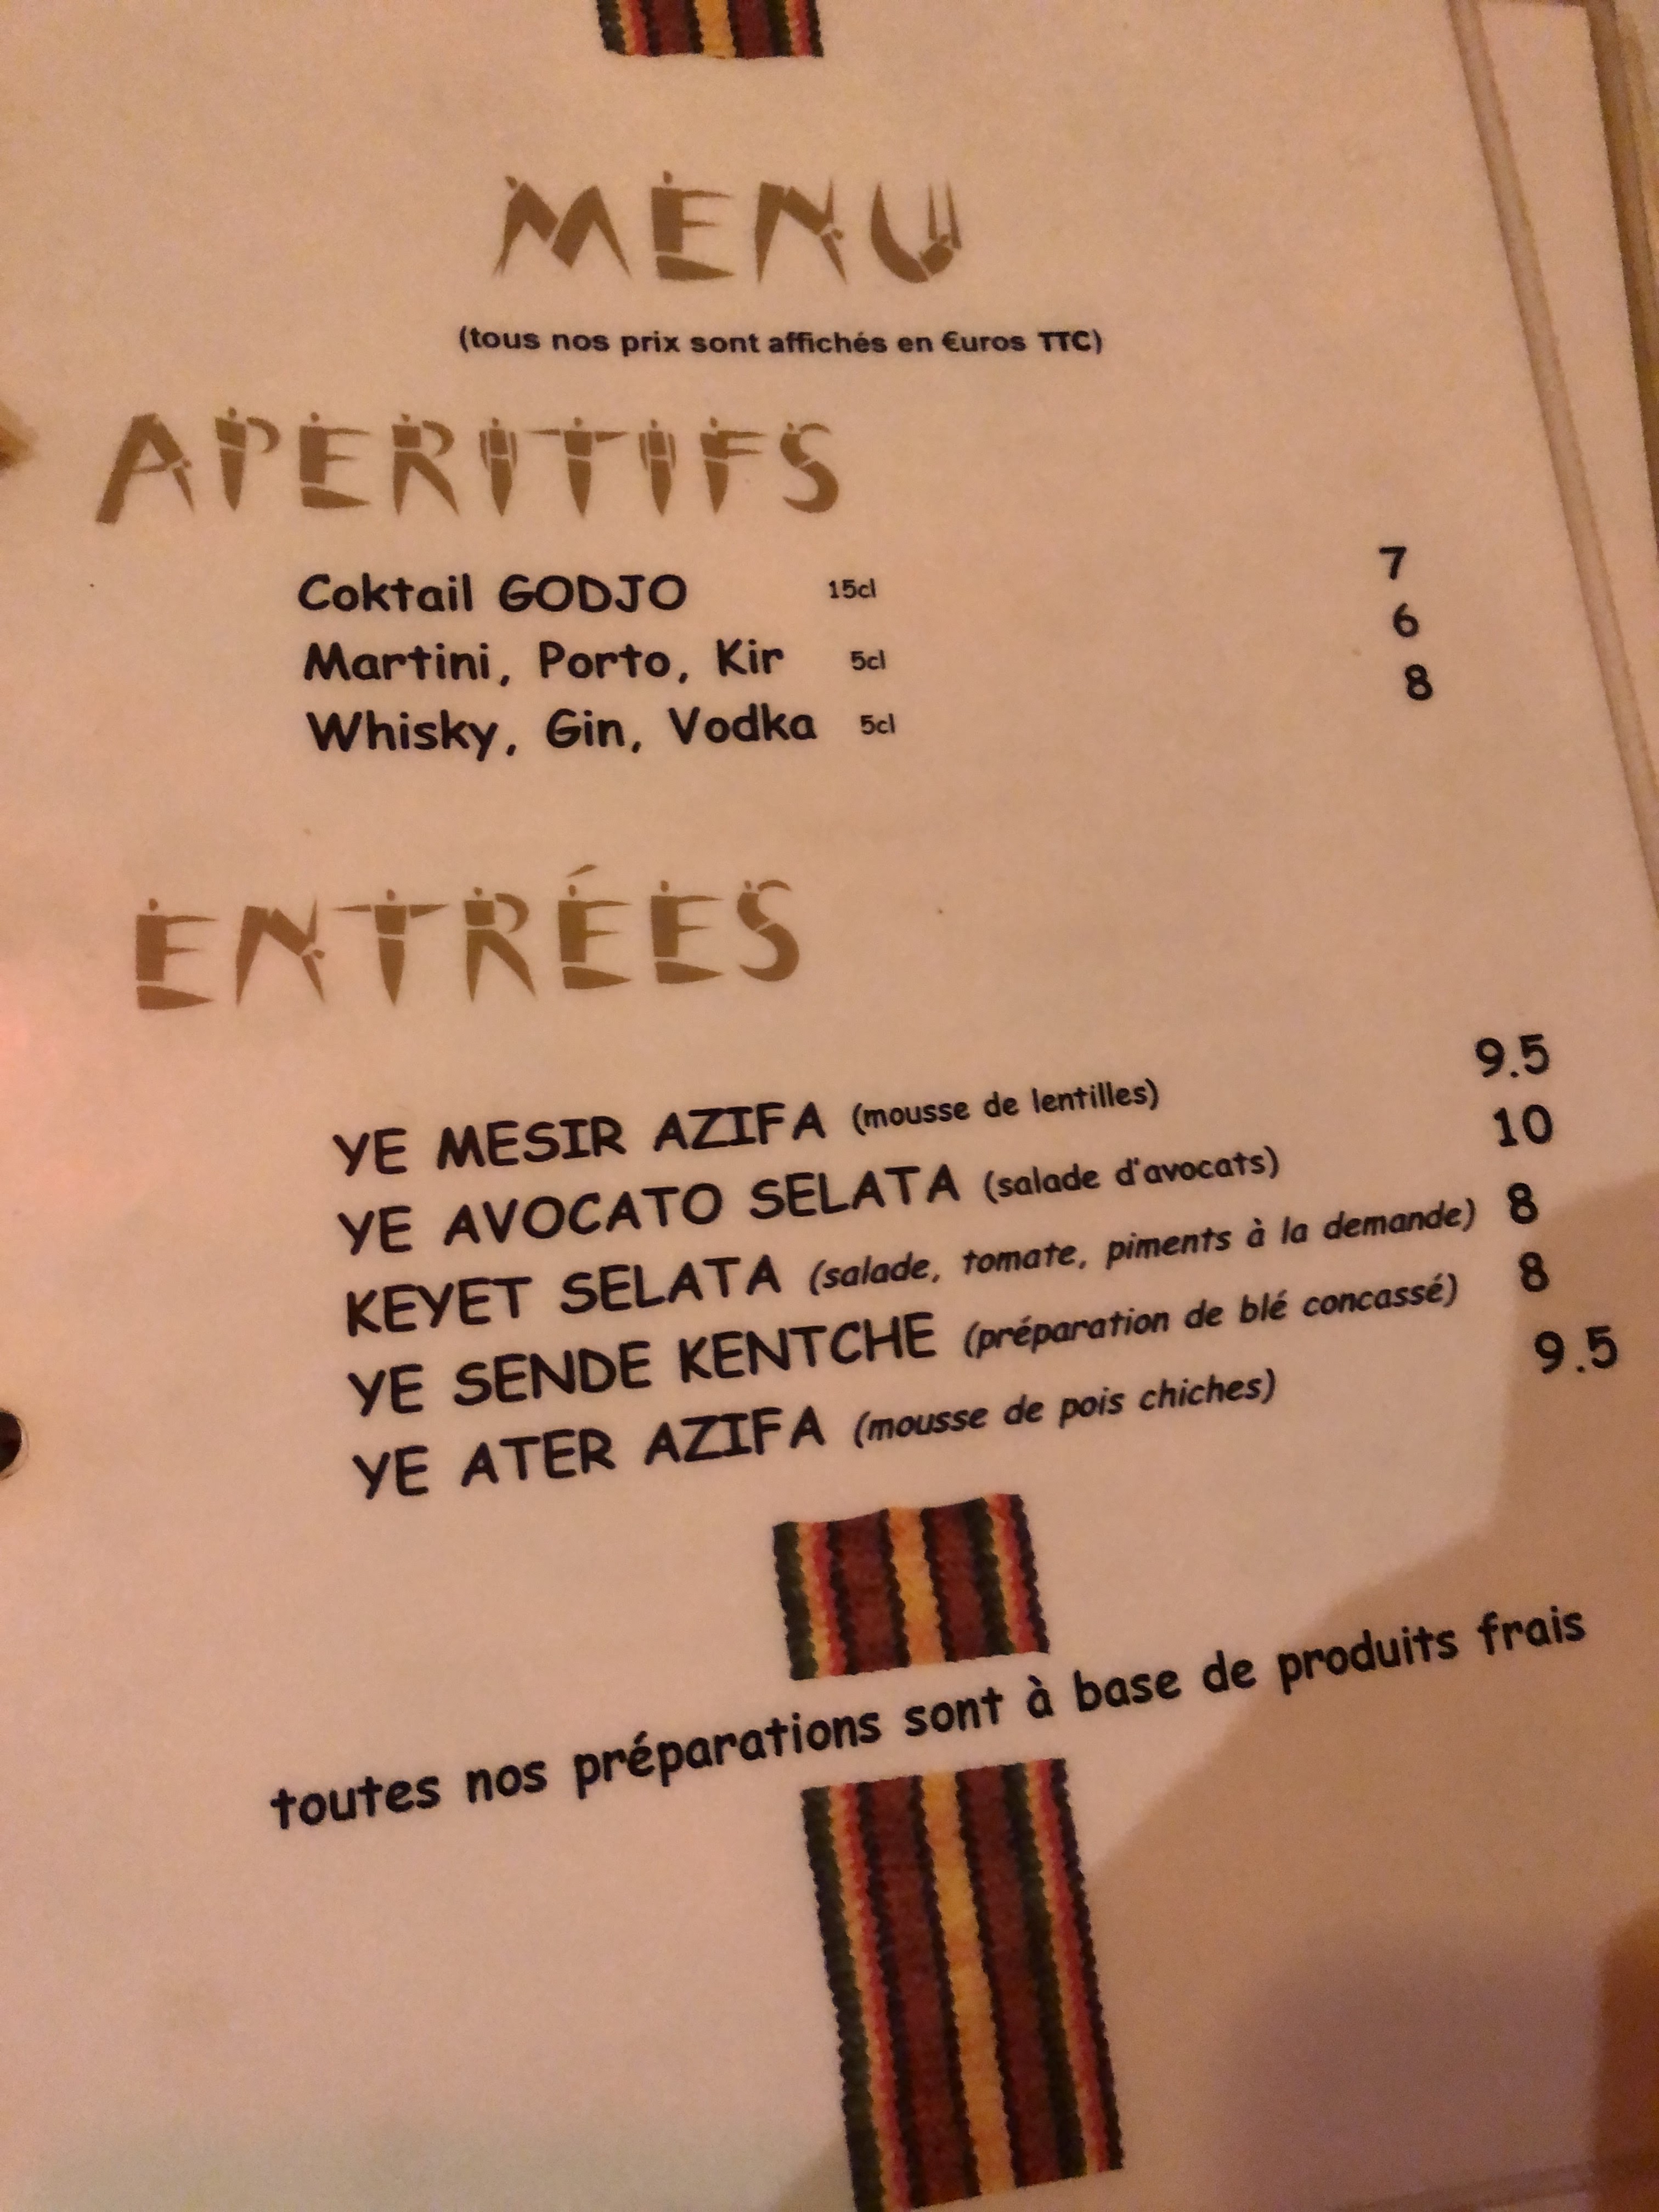 MENU
(tous nos prix sont affichés en €uros TTC)
APERITIFS
Coktail GODJO 15cl 7
Martini, Porto, Kir 5cl 6
Whisky, Gin, Vodka 5cl 8
ENTRÉES
YE MESIR AZIFA (mousse de lentilles) 9.5
YE AVOCATO SELATA (salade d'avocats) 10
KEYET SELATA (salade, tomate, piments à la demande) 8
YE SENDE KENTCHE (préparation de blé concassé) 8
YE ATER AZIFA (mousse de pois chiches) 9.5
toutes nos préparations sont à base de produits frais